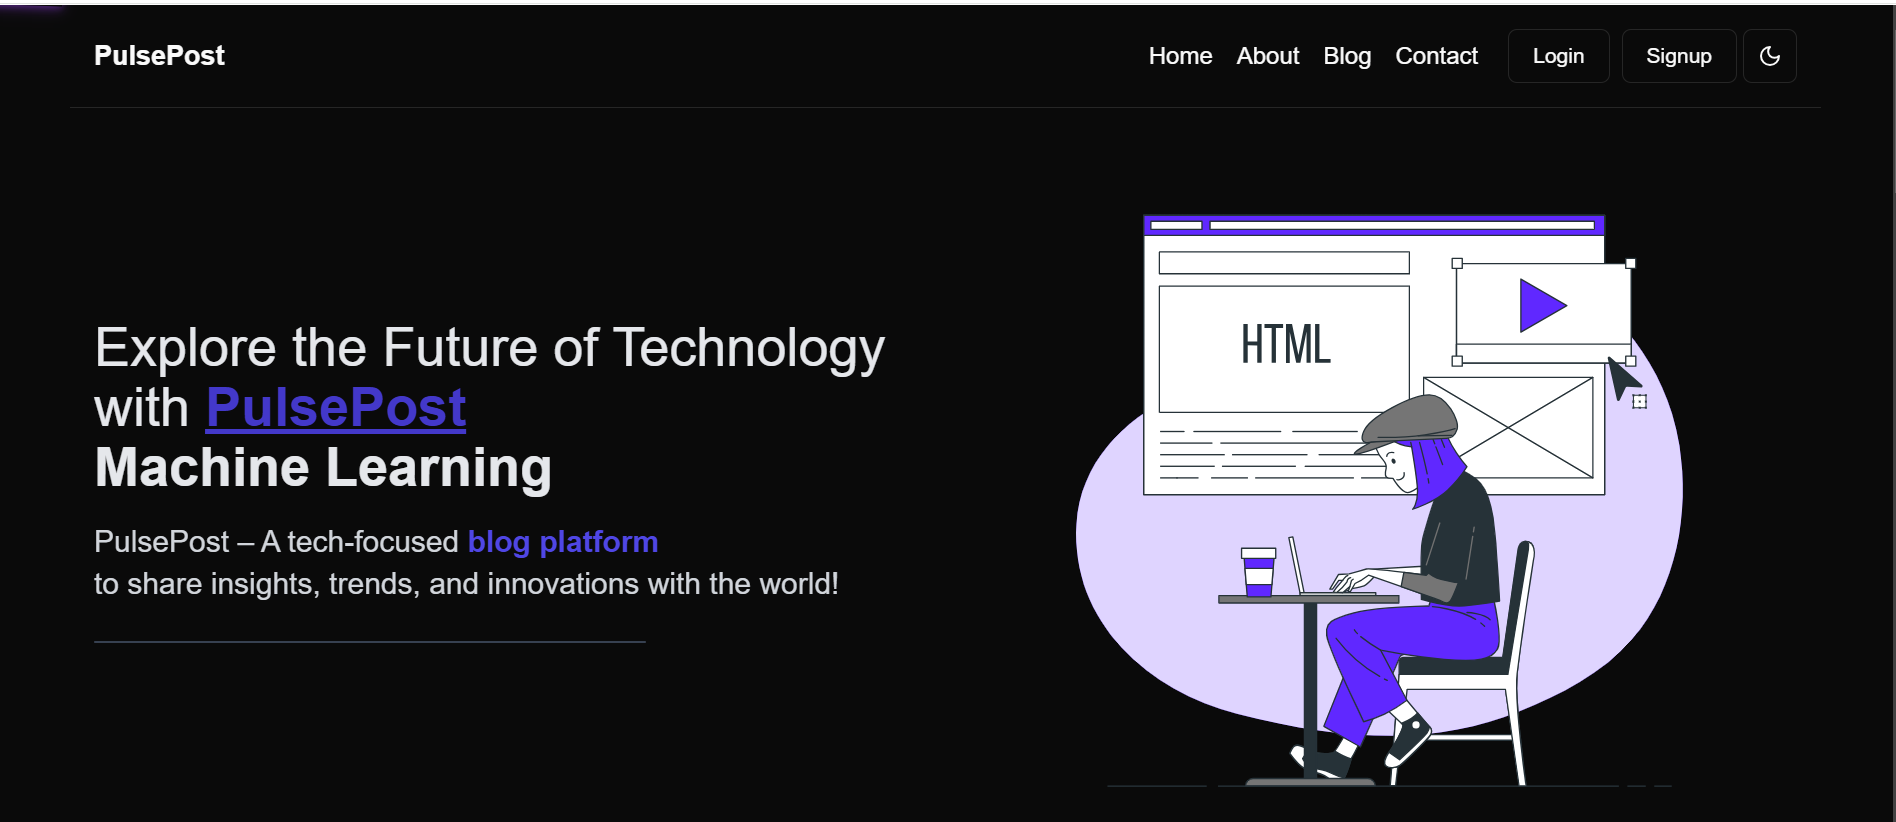 PulsePost
Home About Blog Contact Login Signup
Explore the Future of Technology
with PulsePost
Machine Learning
PulsePost – A tech-focused blog platform
to share insights, trends, and innovations with the world!
HTML